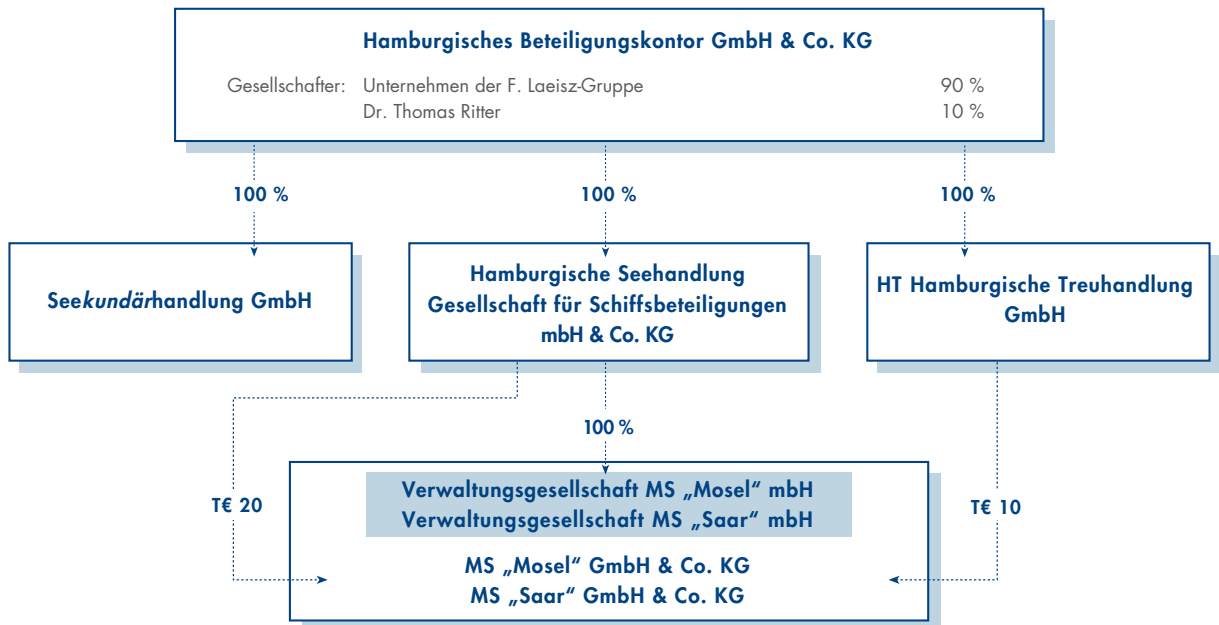 Hamburgisches Beteiligungskontor GmbH & Co. KG
Gesellschafter: Unternehmen der F. Laeisz-Gruppe 90 %
Dr. Thomas Ritter 10 %
100 % 100 % 100 %
Seekundärhandlung GmbH
Hamburgische Seehandlung
Gesellschaft für Schiffsbeteiligungen
mbH & Co. KG
HT Hamburgische Treuhandlung
GmbH
100 %
T€ 20
T€ 10
Verwaltungsgesellschaft MS „Mosel“ mbH
Verwaltungsgesellschaft MS „Saar“ mbH
MS „Mosel“ GmbH & Co. KG
MS „Saar“ GmbH & Co. KG